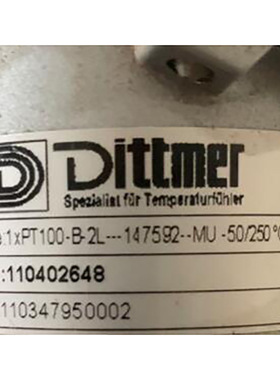 Dittmer
Spezialist für Temperaturfühler
e:1xPT100-B-2L---147592--MU -50/250°
:110402648
110347950002